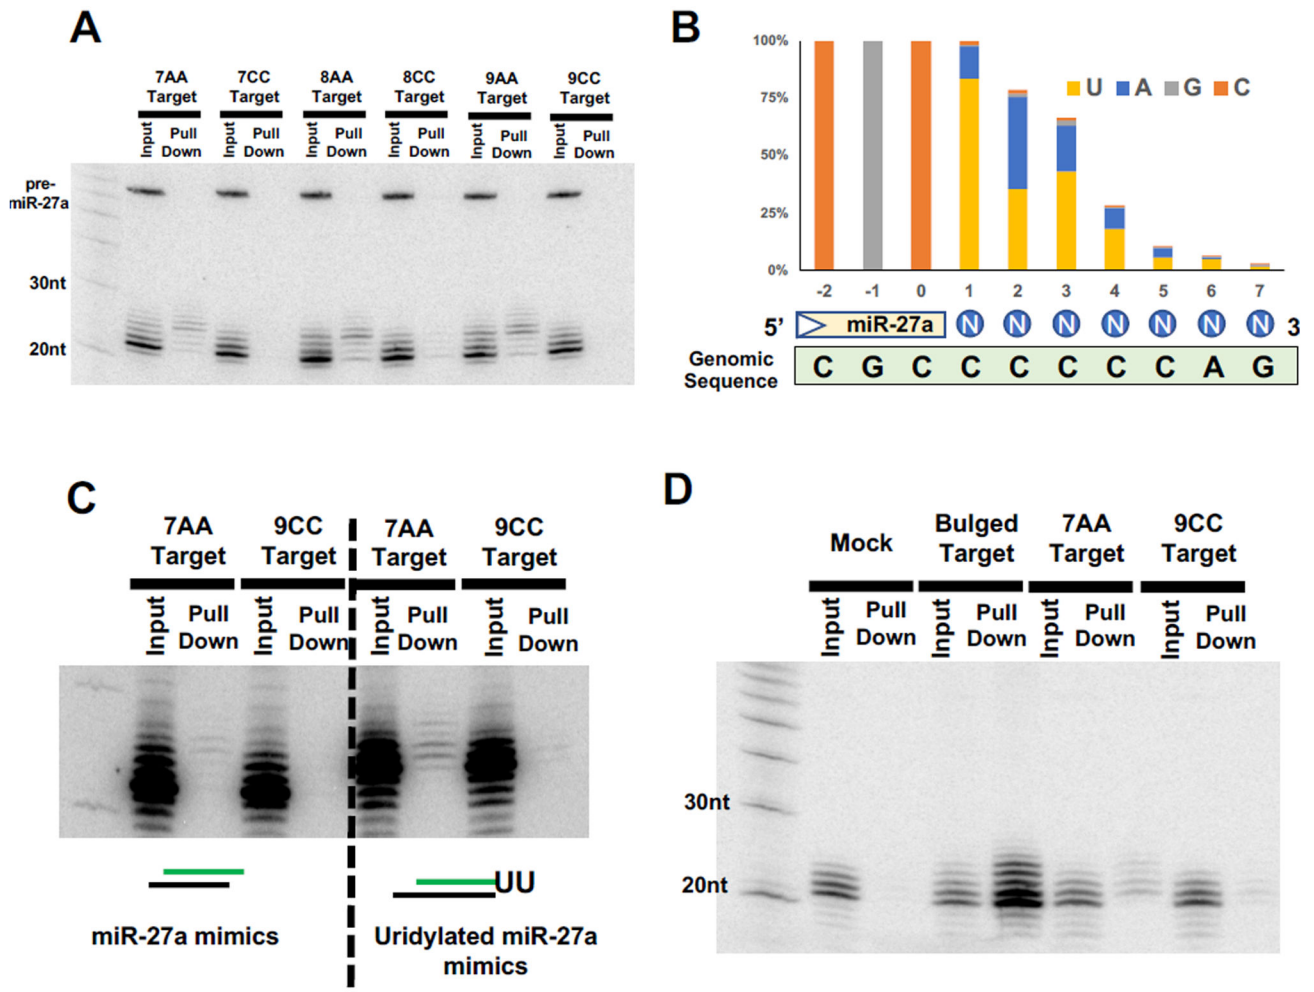 A
7AA
Target
7CC
Target
8AA
Target
8CC
Target
9AA
Target
9CC
Target
Input
Pull
Down
Input
Pull
Down
Input
Pull
Down
Input
Pull
Down
Input
Pull
Down
Input
Pull
Down
pre-
miR-27a
30nt
20nt
B
100%
75%
50%
25%
0%
U A G C
-2 -1 0 1 2 3 4 5 6 7
5’ miR-27a N N N N N N N 3
Genomic
Sequence
C G C C C C C C A G
C
7AA
Target
9CC
Target
7AA
Target
9CC
Target
Input
Pull
Down
Input
Pull
Down
Input
Pull
Down
Input
Pull
Down
UU
miR-27a mimics
Uridylated miR-27a
mimics
D
Mock
Bulged
Target
7AA
Target
9CC
Target
Input
Pull
Down
Input
Pull
Down
Input
Pull
Down
Input
Pull
Down
30nt
20nt